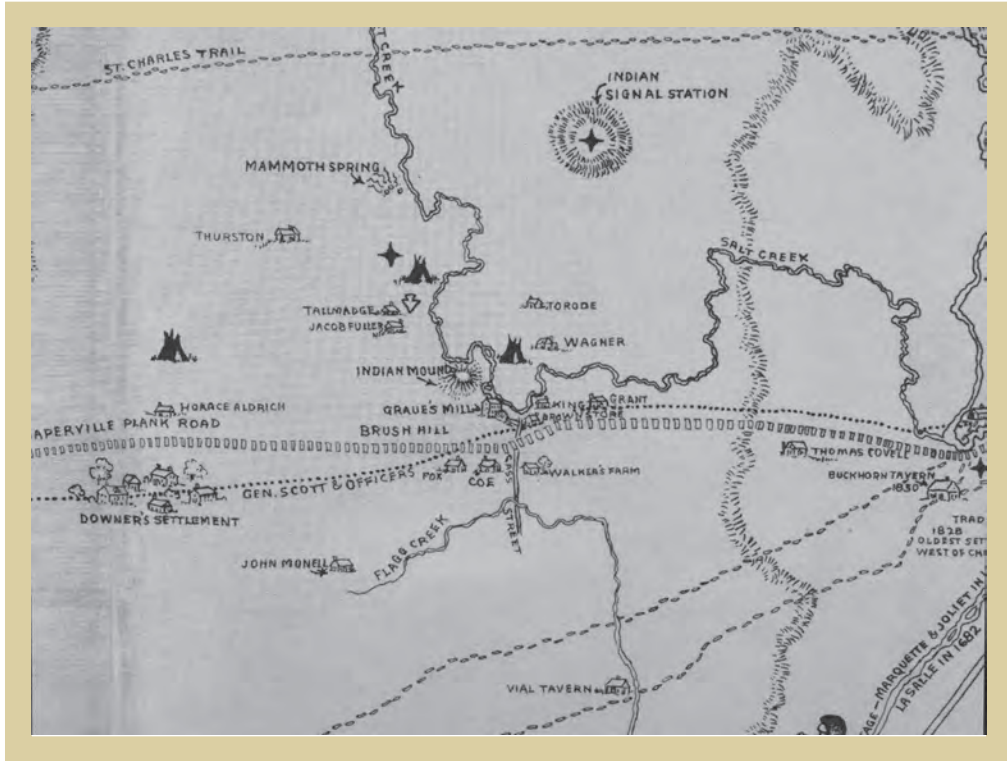 ST. CHARLES TRAIL
T CREEK
INDIAN
SIGNAL STATION
MAMMOTH SPRING
THURSTON
SALT CREEK
TALLMADGE
JACOB FULLER
TORODE
WAGNER
INDIAN MOUND
HORACE ALDRICH
GRAUE'S MILL
GRANT
BROWN STORE
APERVILLE PLANK ROAD
BRUSH HILL
THOMAS COVELL
GEN. SCOTT & OFFICERS
FOX
COE
CASS
STREET
WALKER'S FARM
BUCKHORN TAVERN
1830
DOWNER'S SETTLEMENT
TRAD
1828
OLDEST SETT
WEST OF CH
JOHN MONELL
FLAGG CREEK
VIAL TAVERN
TAGE-MARQUETTE & JOLIET IN
LA SALLE IN 1682